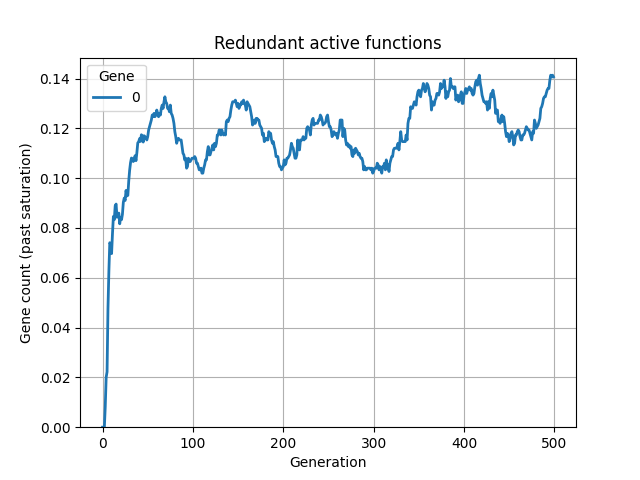 Redundant active functions
Gene
0
Gene count (past saturation)
0.14
0.12
0.10
0.08
0.06
0.04
0.02
0.00
0 100 200 300 400 500
Generation